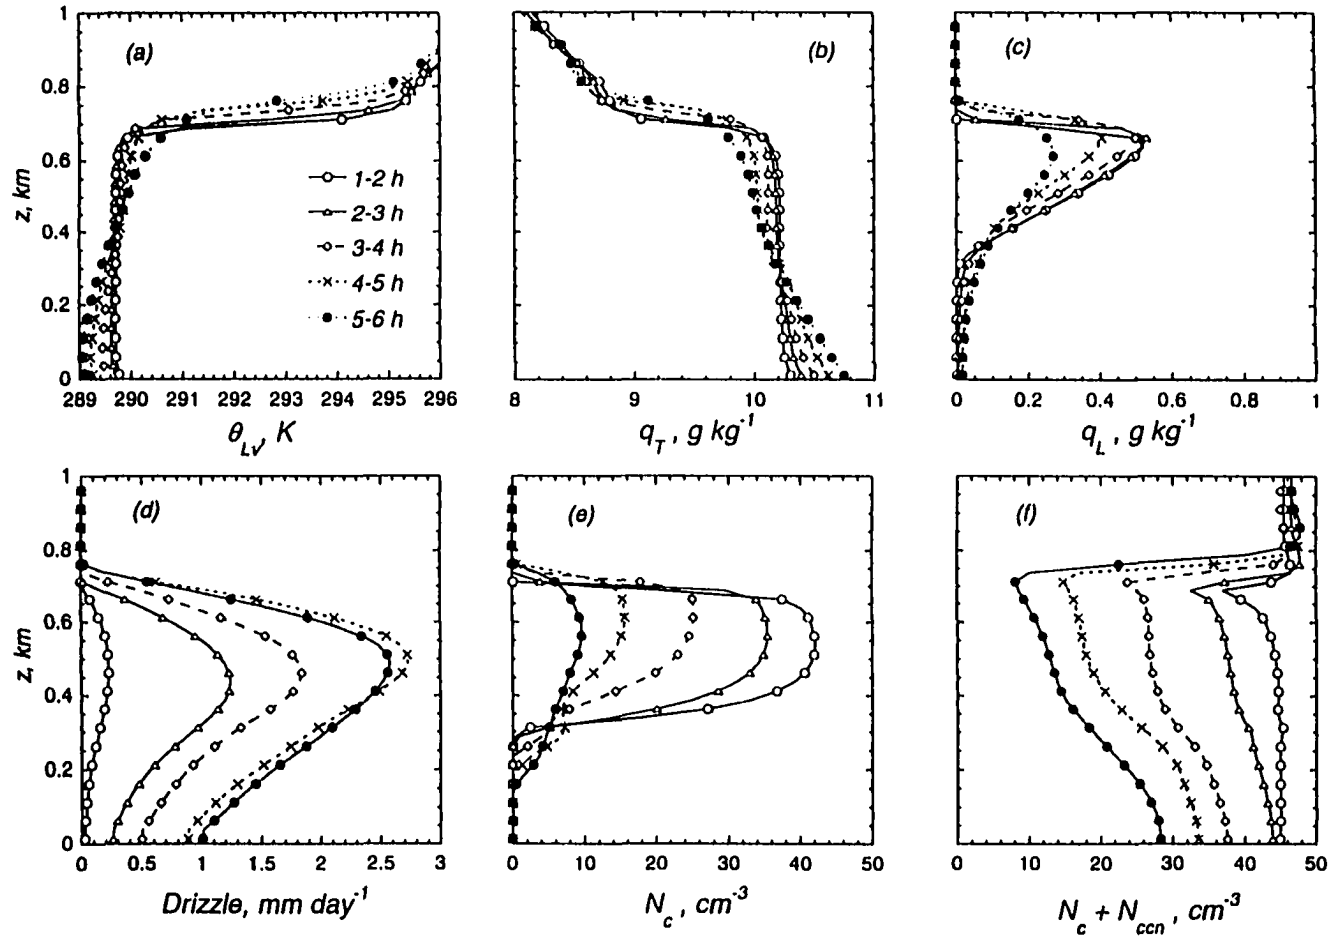 (a)
(b)
(c)
1
0.8
0.6
0.4
0.2
0
z, km
1-2 h
2-3 h
3-4 h
4-5 h
5-6 h
289 290 291 292 293 294 295 296
8 9 10 11
0 0.2 0.4 0.6 0.8 1
θLv, K
qT , g kg-1
qL , g kg-1
(d)
(e)
(f)
1
0.8
0.6
0.4
0.2
0
z, km
0 0.5 1 1.5 2 2.5 3
0 10 20 30 40 50
0 10 20 30 40 50
Drizzle, mm day-1
Nc , cm-3
Nc + Nccn , cm-3